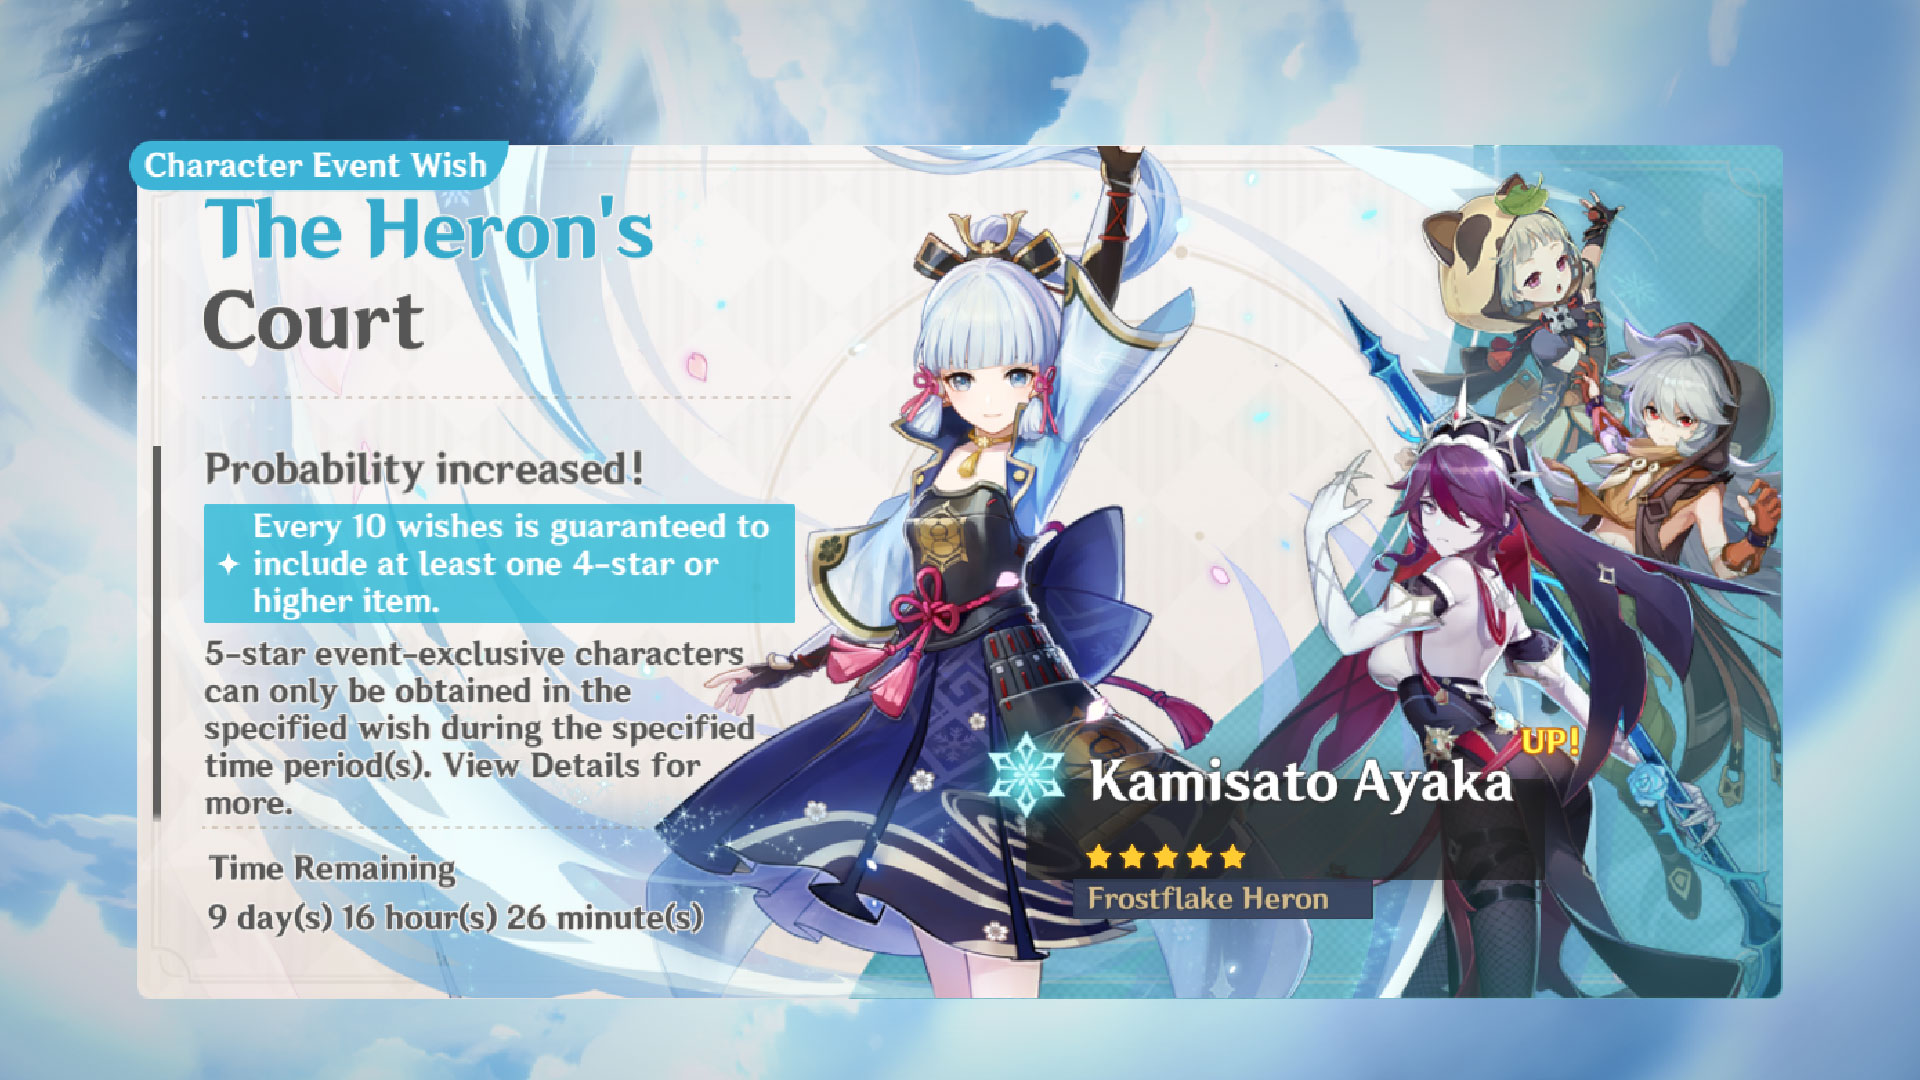 Character Event Wish
The Heron's
Court
Probability increased!
Every 10 wishes is guaranteed to
include at least one 4-star or
higher item.
5-star event-exclusive characters
can only be obtained in the
specified wish during the specified
time period(s). View Details for
more.
Time Remaining
9 day(s) 16 hour(s) 26 minute(s)
UP!
Kamisato Ayaka
Frostflake Heron